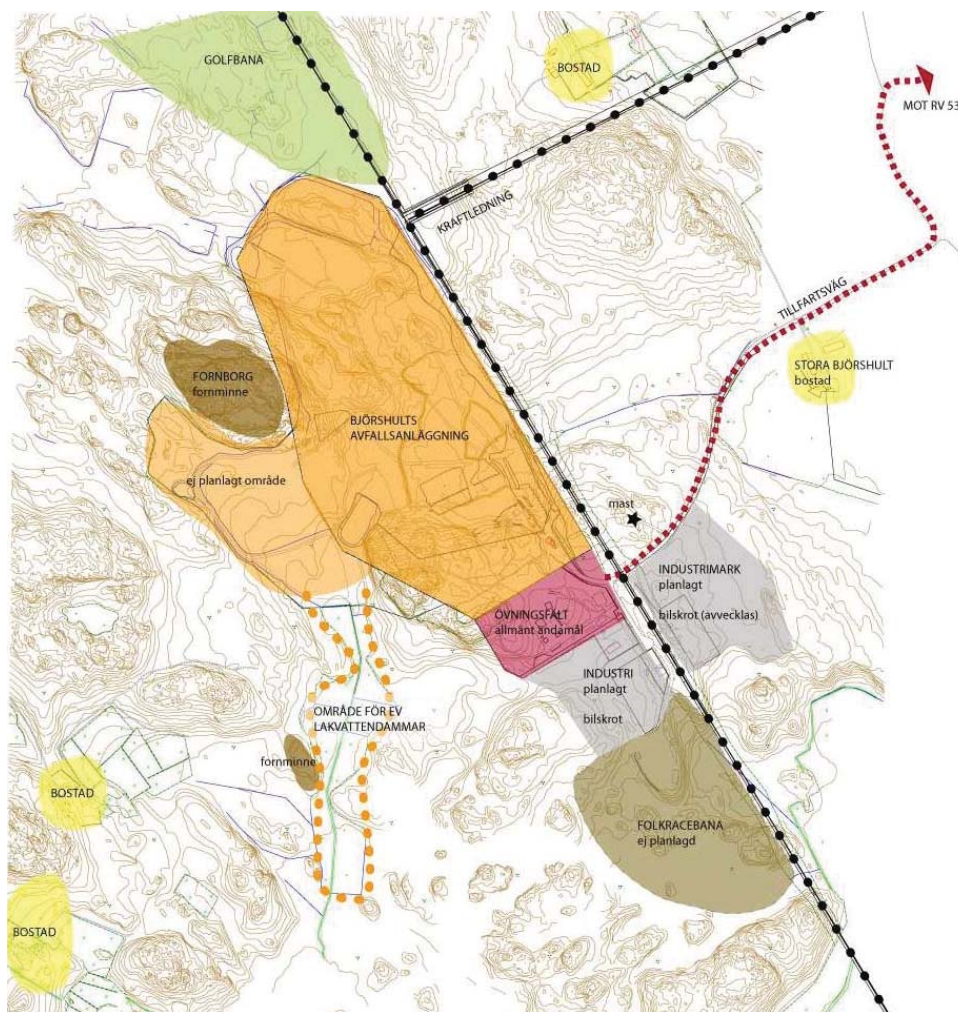 GOLFBANA
BOSTAD
MOT RV 53
KRAFTLEDNING
TILLFARTSVÄG
STORA BJÖRSHULT
bostad
FORNBORG
fornminne
BJÖRSHULTS
AVFALLSANLÄGGNING
ej planlagt område
mast
INDUSTRIMARK
planlagt
bilskrot (avvecklas)
ÖVNINGSFÄLT
allmänt ändamål
INDUSTRI
planlagt
bilskrot
OMRÅDE FÖR EV
LAKVATTENDAMMAR
fornminne
BOSTAD
FOLKRACEBANA
ej planlagd
BOSTAD